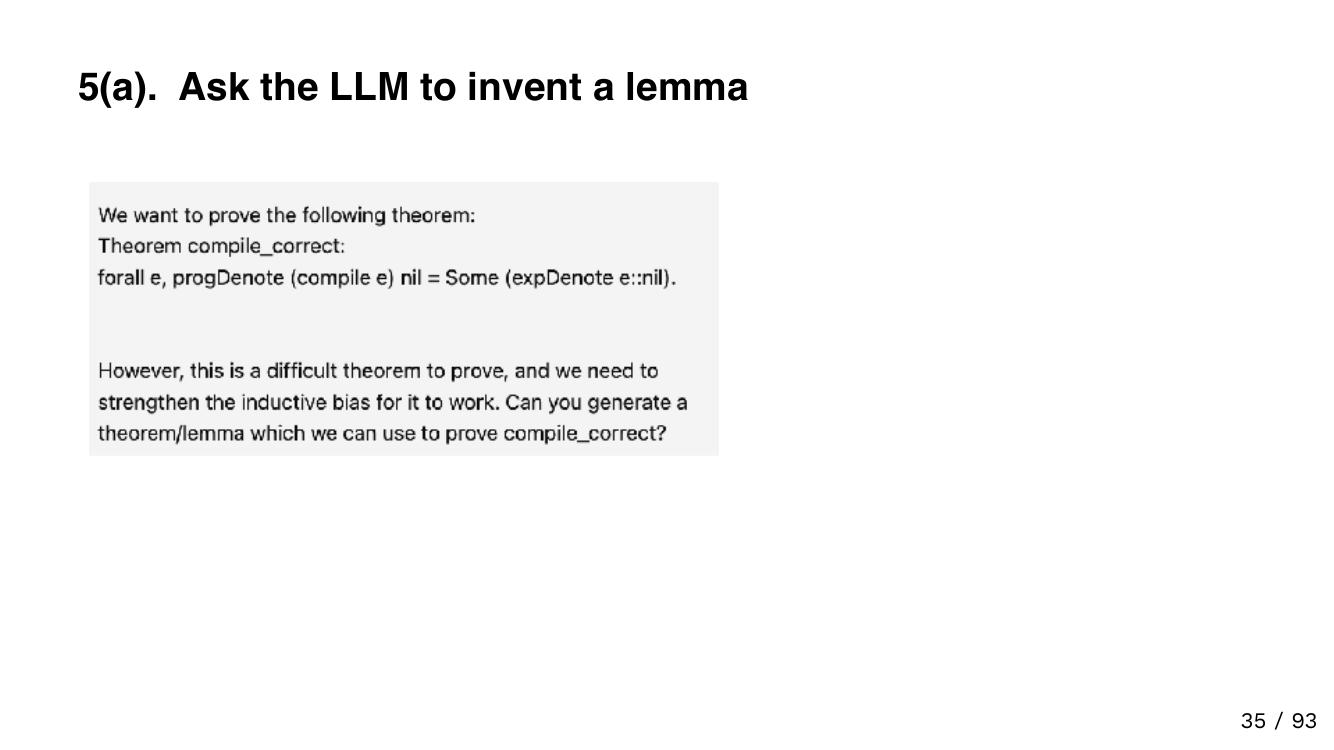 5(a). Ask the LLM to invent a lemma
We want to prove the following theorem:
Theorem compile_correct:
forall e, progDenote (compile e) nil = Some (expDenote e::nil).
However, this is a difficult theorem to prove, and we need to
strengthen the inductive bias for it to work. Can you generate a
theorem/lemma which we can use to prove compile_correct?
35 / 93